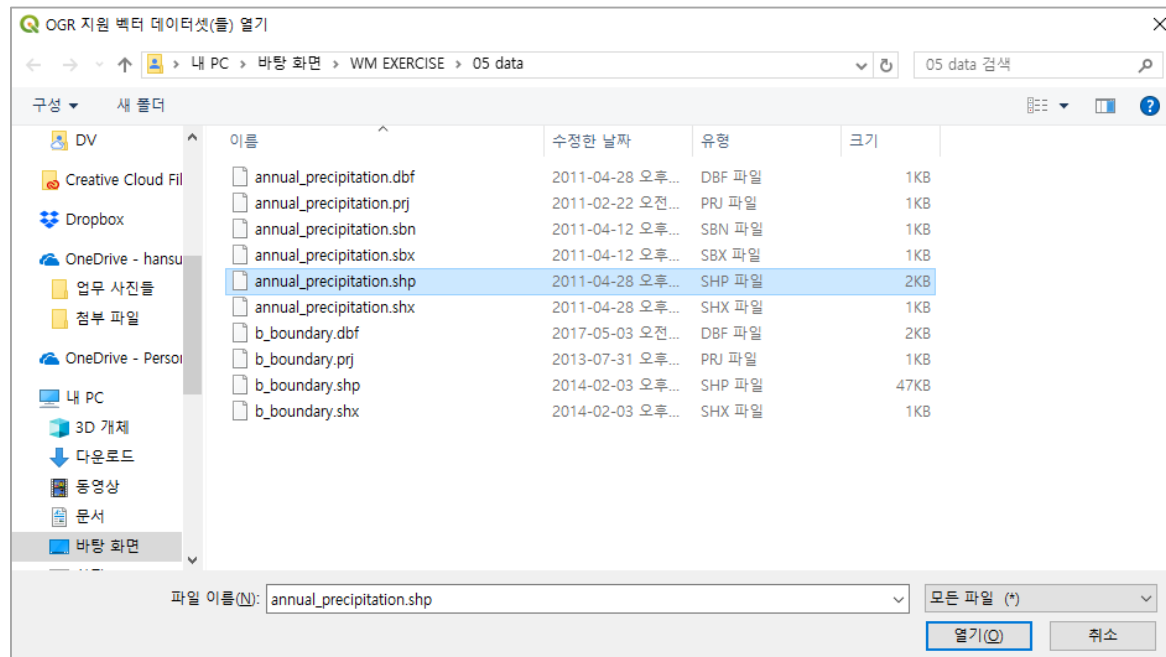 OGR 지원 벡터 데이터셋(들) 열기
내 PC › 바탕 화면 › WM EXERCISE › 05 data
05 data 검색
구성 새 폴더
이름 수정한 날짜 유형 크기
DV
Creative Cloud Fil
Dropbox
OneDrive - hansu
업무 사진들
첨부 파일
OneDrive - Person
내 PC
3D 개체
다운로드
동영상
문서
바탕 화면
annual_precipitation.dbf 2011-04-28 오후... DBF 파일 1KB
annual_precipitation.prj 2011-02-22 오전... PRJ 파일 1KB
annual_precipitation.sbn 2011-04-12 오후... SBN 파일 1KB
annual_precipitation.sbx 2011-04-12 오후... SBX 파일 1KB
annual_precipitation.shp 2011-04-28 오후... SHP 파일 2KB
annual_precipitation.shx 2011-04-28 오후... SHX 파일 1KB
b_boundary.dbf 2017-05-03 오전... DBF 파일 2KB
b_boundary.prj 2013-07-31 오후... PRJ 파일 1KB
b_boundary.shp 2014-02-03 오후... SHP 파일 47KB
b_boundary.shx 2014-02-03 오후... SHX 파일 1KB
파일 이름(N): annual_precipitation.shp
모든 파일 (*)
열기(O) 취소